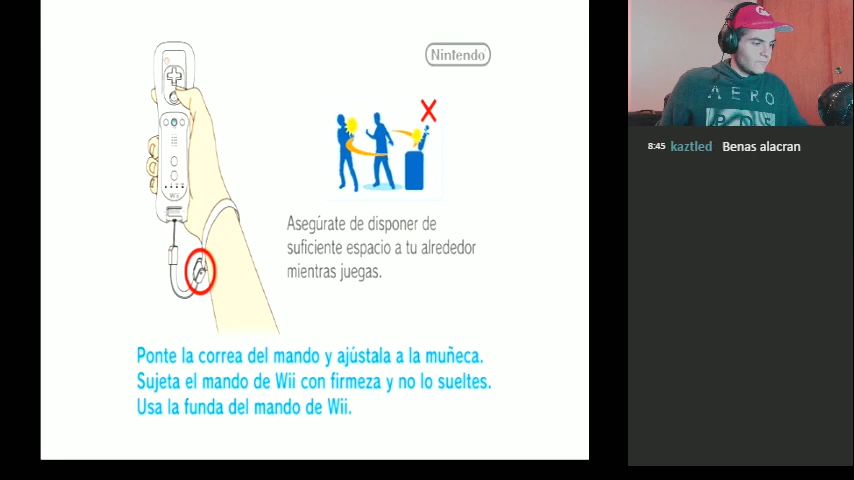 Nintendo
Asegúrate de disponer de
suficiente espacio a tu alrededor
mientras juegas.
Ponte la correa del mando y ajústala a la muñeca.
Sujeta el mando de Wii con firmeza y no lo sueltes.
Usa la funda del mando de Wii.
Wii
AERO
8:45 kaztled Benas alacran